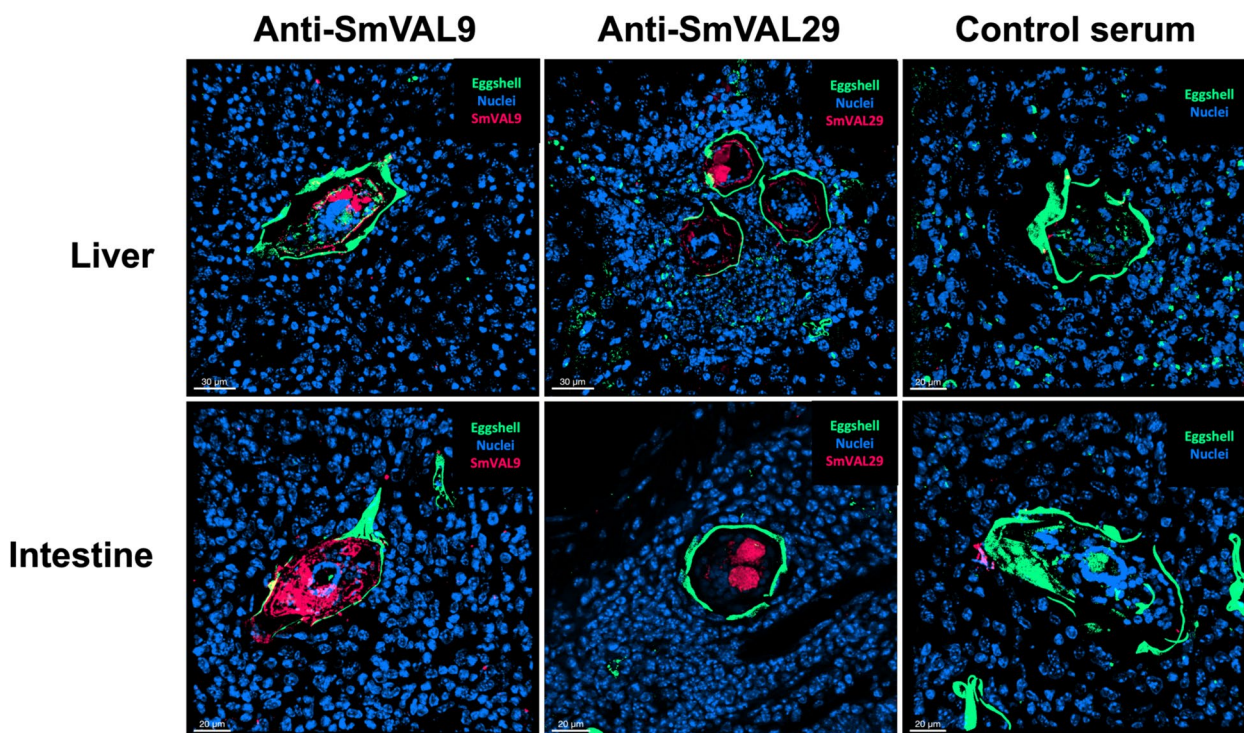 Anti-SmVAL9 Anti-SmVAL29 Control serum
Liver
Eggshell
Nuclei
SmVAL9
30 µm
Eggshell
Nuclei
SmVAL29
30 µm
Eggshell
Nuclei
20 µm
Intestine
Eggshell
Nuclei
SmVAL9
20 µm
Eggshell
Nuclei
SmVAL29
20 µm
Eggshell
Nuclei
20 µm